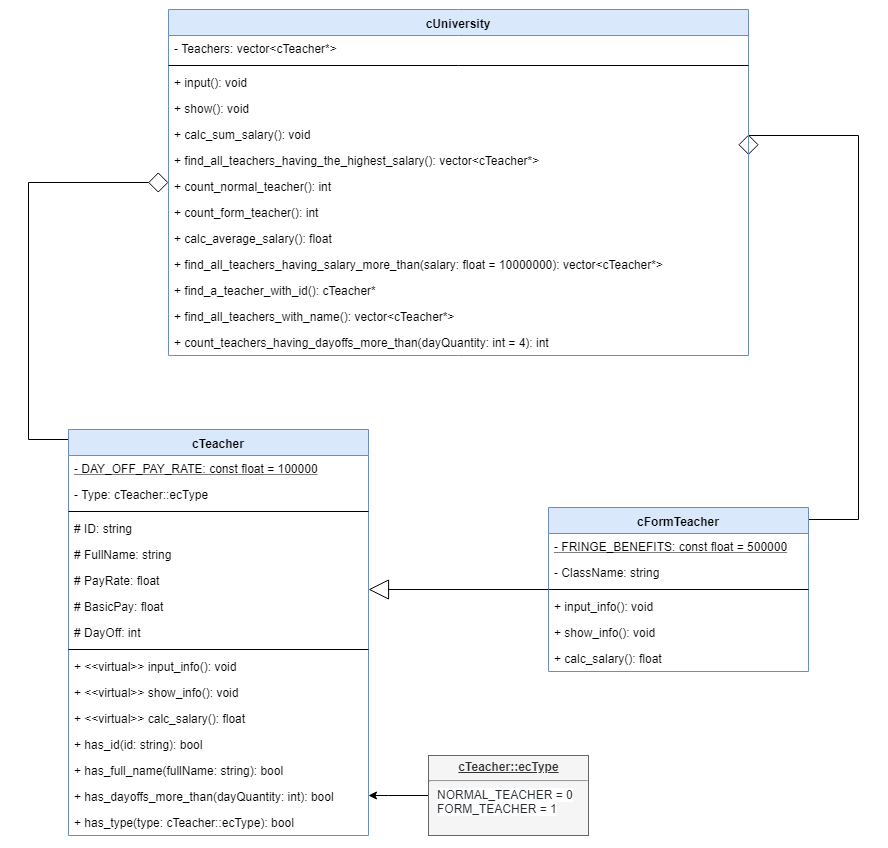 cUniversity
- Teachers: vector<cTeacher*>
+ input(): void
+ show(): void
+ calc_sum_salary(): void
+ find_all_teachers_having_the_highest_salary(): vector<cTeacher*>
+ count_normal_teacher(): int
+ count_form_teacher(): int
+ calc_average_salary(): float
+ find_all_teachers_having_salary_more_than(salary: float = 10000000): vector<cTeacher*>
+ find_a_teacher_with_id(): cTeacher*
+ find_all_teachers_with_name(): vector<cTeacher*>
+ count_teachers_having_dayoffs_more_than(dayQuantity: int = 4): int
cTeacher
- DAY_OFF_PAY_RATE: const float = 100000
- Type: cTeacher::ecType
# ID: string
# FullName: string
# PayRate: float
# BasicPay: float
# DayOff: int
+ <<virtual>> input_info(): void
+ <<virtual>> show_info(): void
+ <<virtual>> calc_salary(): float
+ has_id(id: string): bool
+ has_full_name(fullName: string): bool
+ has_dayoffs_more_than(dayQuantity: int): bool
+ has_type(type: cTeacher::ecType): bool
cFormTeacher
- FRINGE_BENEFITS: const float = 500000
- ClassName: string
+ input_info(): void
+ show_info(): void
+ calc_salary(): float
cTeacher::ecType
NORMAL_TEACHER = 0
FORM_TEACHER = 1